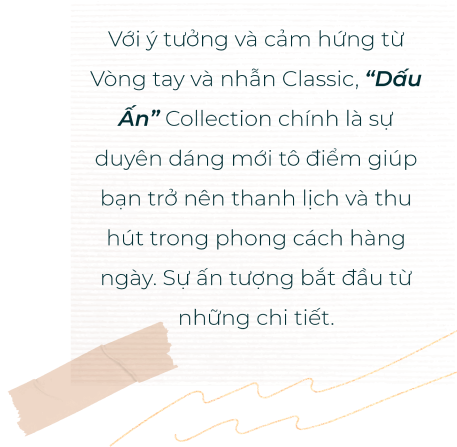 Với ý tưởng và cảm hứng từ
Vòng tay và nhẫn Classic, “Dấu
Ấn” Collection chính là sự
duyên dáng mới tô điểm giúp
bạn trở nên thanh lịch và thu
hút trong phong cách hàng
ngày. Sự ấn tượng bắt đầu từ
những chi tiết.